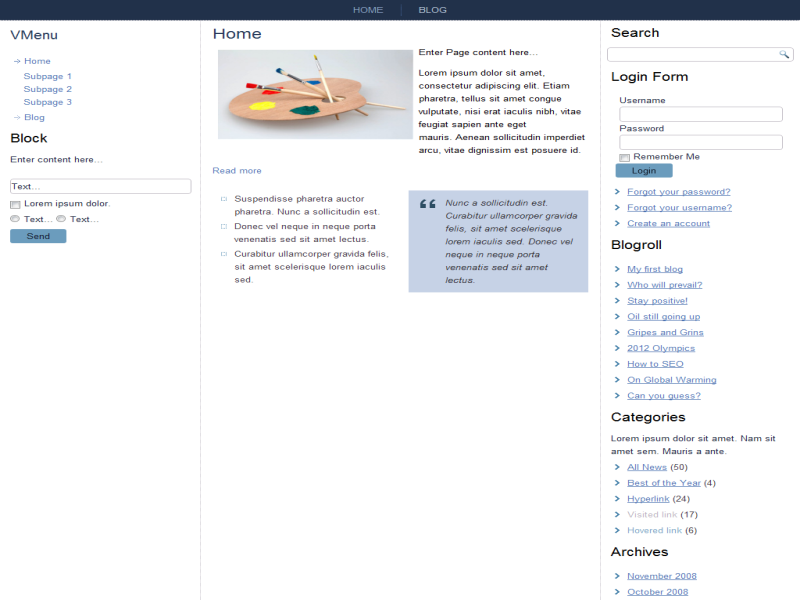 HOME
BLOG
VMenu
Home
Subpage 1
Subpage 2
Subpage 3
Blog
Block
Enter content here...
Text...
Lorem ipsum dolor.
Text... Text...
Send
Home
Enter Page content here...
Lorem ipsum dolor sit amet,
consectetur adipiscing elit. Etiam
pharetra, tellus sit amet congue
vulputate, nisi erat iaculis nibh, vitae
feugiat sapien ante eget
mauris. Aenean sollicitudin imperdiet
arcu, vitae dignissim est posuere id.
Read more
Suspendisse pharetra auctor
pharetra. Nunc a sollicitudin est.
Donec vel neque in neque porta
venenatis sed sit amet lectus.
Curabitur ullamcorper gravida felis,
sit amet scelerisque lorem iaculis
sed.
Nunc a sollicitudin est.
Curabitur ullamcorper gravida
felis, sit amet scelerisque
lorem iaculis sed. Donec vel
neque in neque porta
venenatis sed sit amet
lectus.
Search
Login Form
Username
Password
Remember Me
Login
Forgot your password?
Forgot your username?
Create an account
Blogroll
My first blog
Who will prevail?
Stay positive!
Oil still going up
Gripes and Grins
2012 Olympics
How to SEO
On Global Warming
Can you guess?
Categories
Lorem ipsum dolor sit amet. Nam sit
amet sem. Mauris a ante.
All News (50)
Best of the Year (4)
Hyperlink (24)
Visited link (17)
Hovered link (6)
Archives
November 2008
October 2008